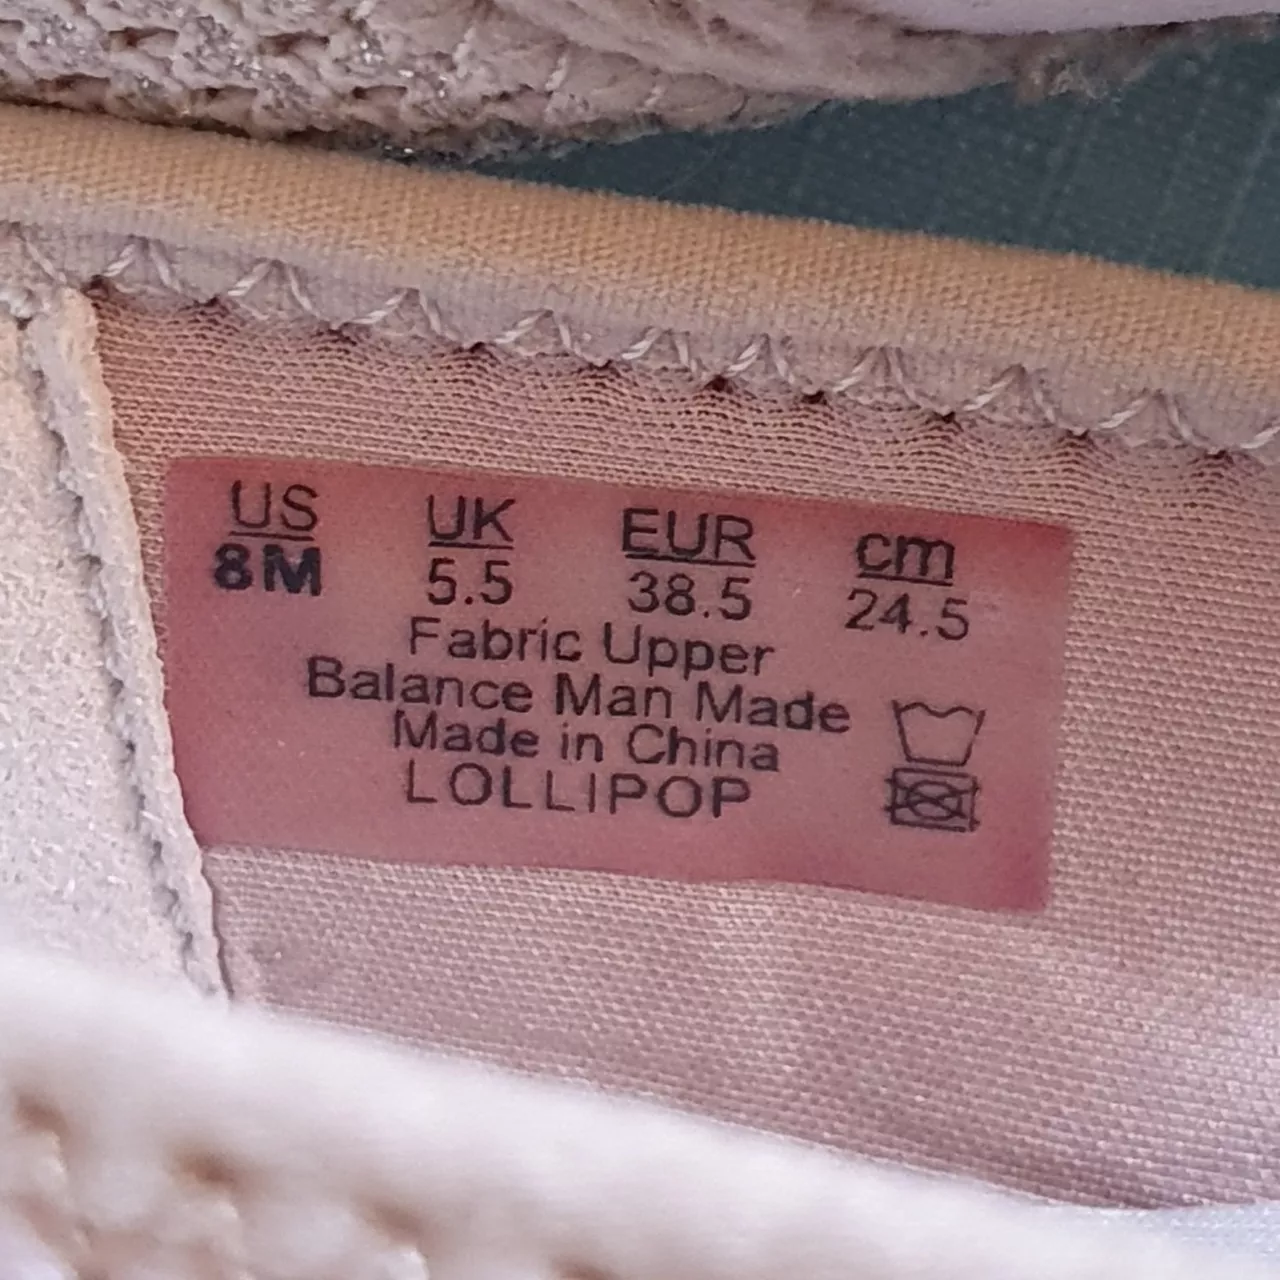 US UK EUR cm
8M 5.5 38.5 24.5
Fabric Upper
Balance Man Made
Made in China
LOLLIPOP